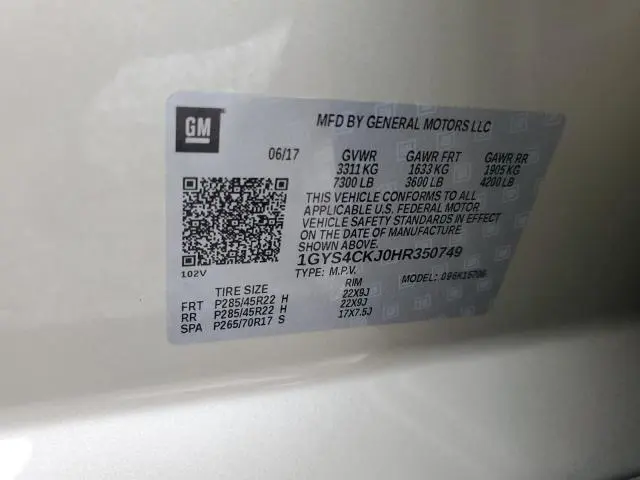 GM
MFD BY GENERAL MOTORS LLC
06/17 GVWR GAWR FRT GAWR RR
3311 KG 1633 KG 1905 KG
7300 LB 3600 LB 4200 LB
THIS VEHICLE CONFORMS TO ALL
APPLICABLE U.S. FEDERAL MOTOR
VEHICLE SAFETY STANDARDS IN EFFECT
ON THE DATE OF MANUFACTURE
SHOWN ABOVE.
1GYS4CKJ0HR350749
102V
TYPE: M.P.V. MODEL: 096K15706
TIRE SIZE RIM
FRT P285/45R22 H 22X9J
RR P285/45R22 H 22X9J
SPA P265/70R17 S 17X7.5J